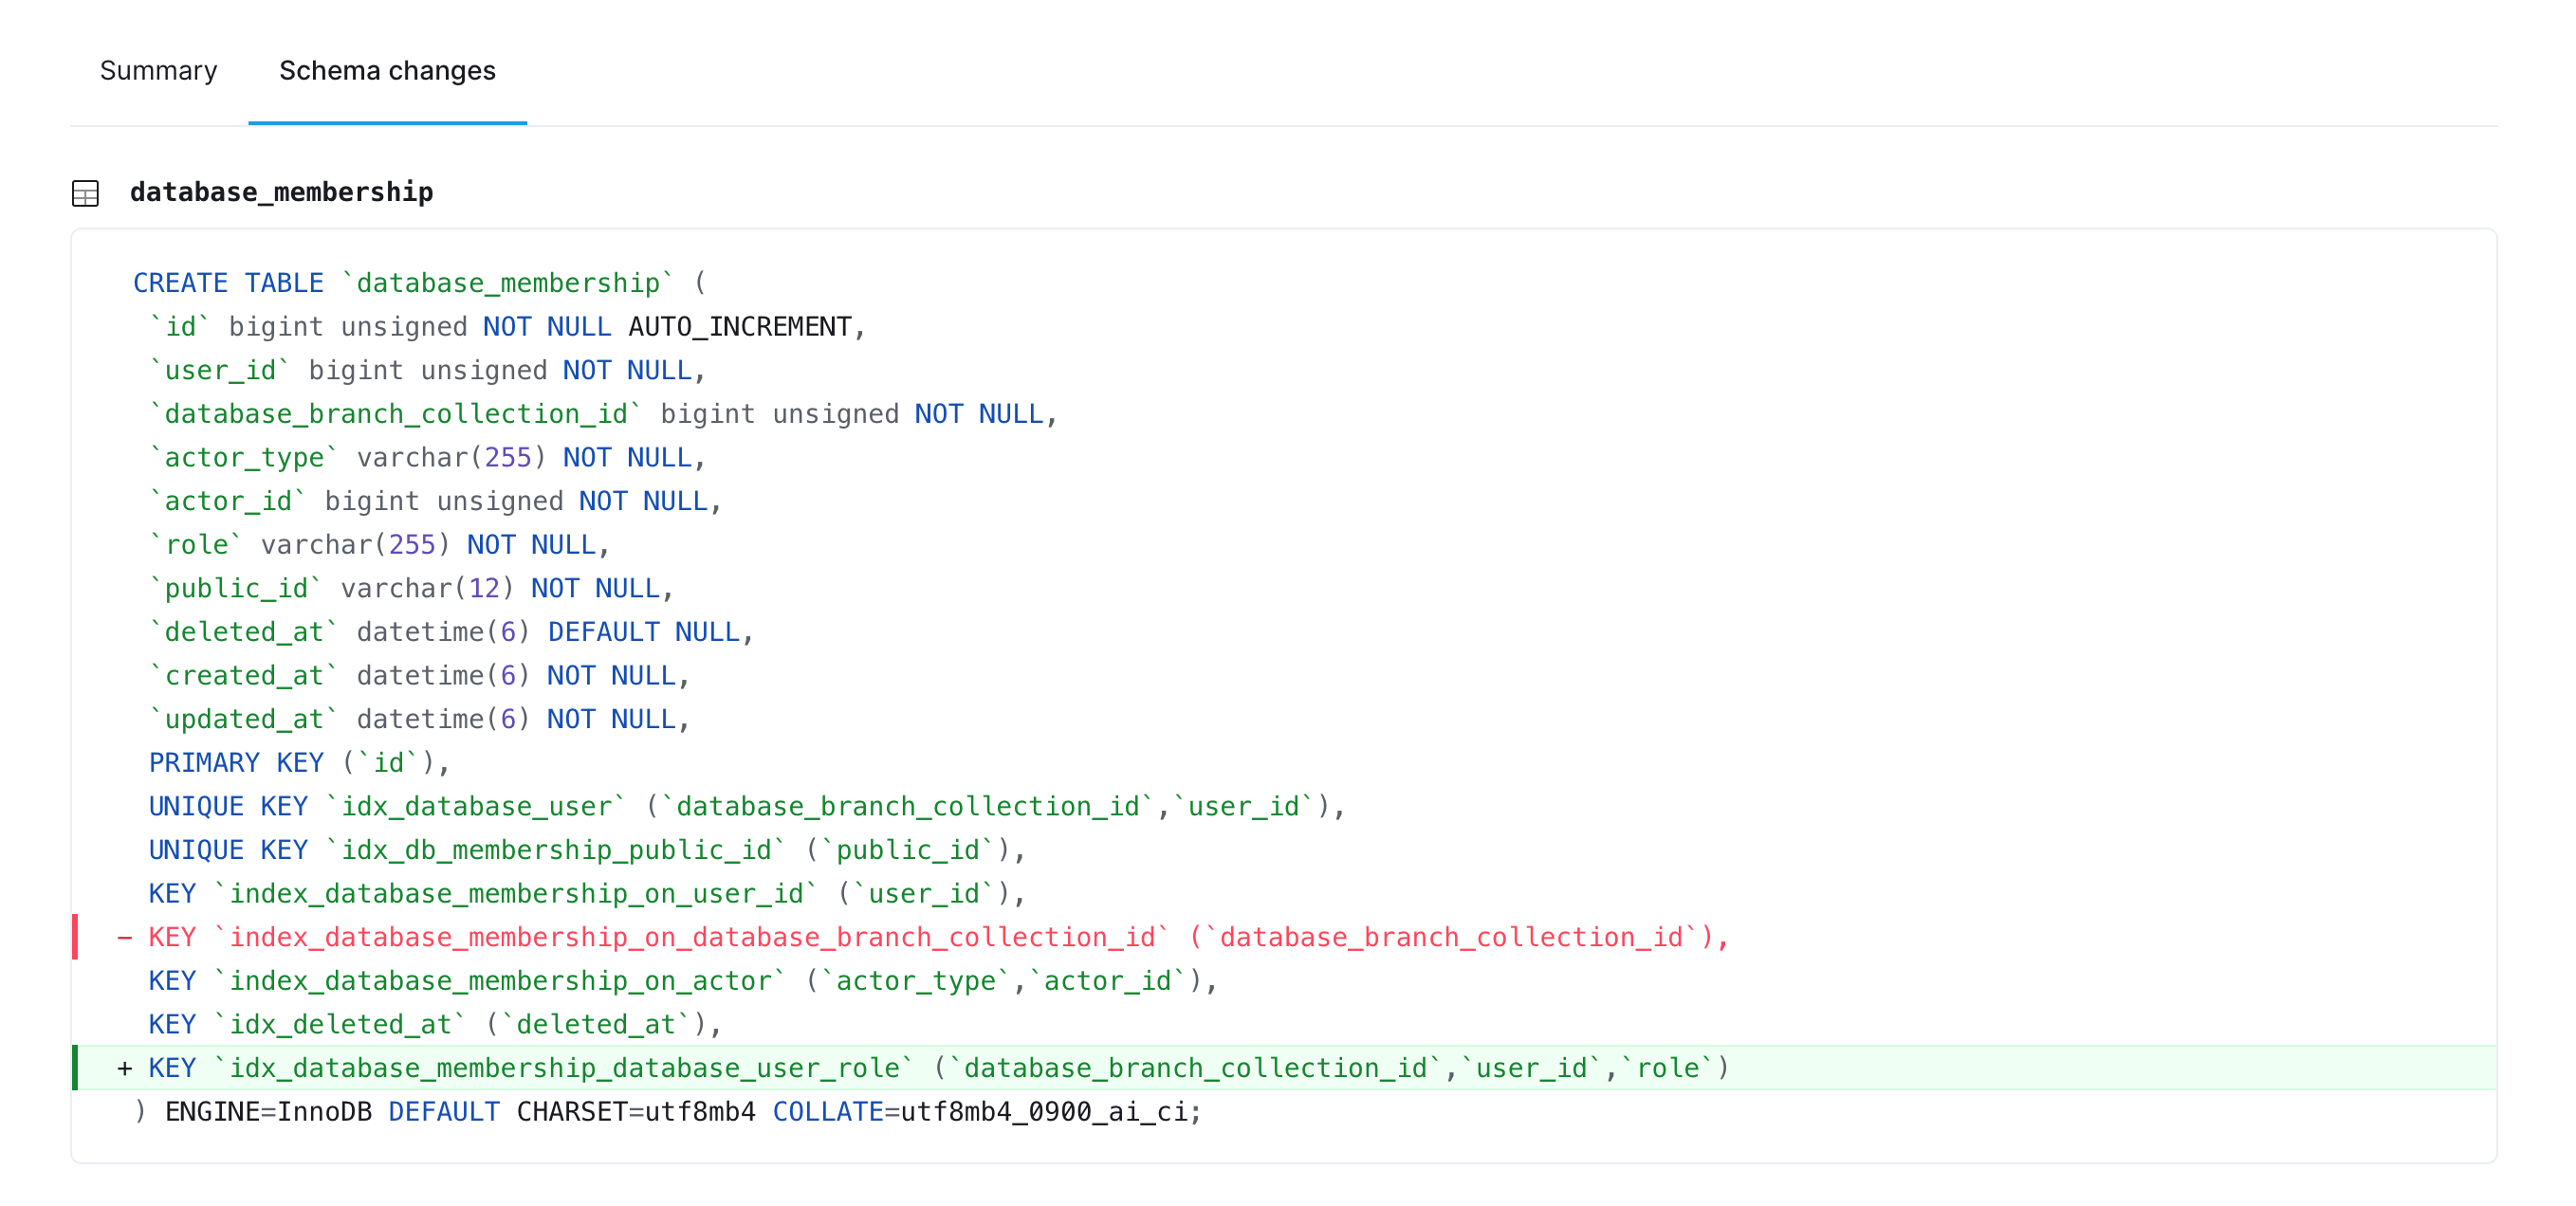 Summary Schema changes
database_membership
CREATE TABLE `database_membership` (
`id` bigint unsigned NOT NULL AUTO_INCREMENT,
`user_id` bigint unsigned NOT NULL,
`database_branch_collection_id` bigint unsigned NOT NULL,
`actor_type` varchar(255) NOT NULL,
`actor_id` bigint unsigned NOT NULL,
`role` varchar(255) NOT NULL,
`public_id` varchar(12) NOT NULL,
`deleted_at` datetime(6) DEFAULT NULL,
`created_at` datetime(6) NOT NULL,
`updated_at` datetime(6) NOT NULL,
PRIMARY KEY (`id`),
UNIQUE KEY `idx_database_user` (`database_branch_collection_id`,`user_id`),
UNIQUE KEY `idx_db_membership_public_id` (`public_id`),
KEY `index_database_membership_on_user_id` (`user_id`),
− KEY `index_database_membership_on_database_branch_collection_id` (`database_branch_collection_id`),
KEY `index_database_membership_on_actor` (`actor_type`,`actor_id`),
KEY `idx_deleted_at` (`deleted_at`),
+ KEY `idx_database_membership_database_user_role` (`database_branch_collection_id`,`user_id`,`role`)
) ENGINE=InnoDB DEFAULT CHARSET=utf8mb4 COLLATE=utf8mb4_0900_ai_ci;